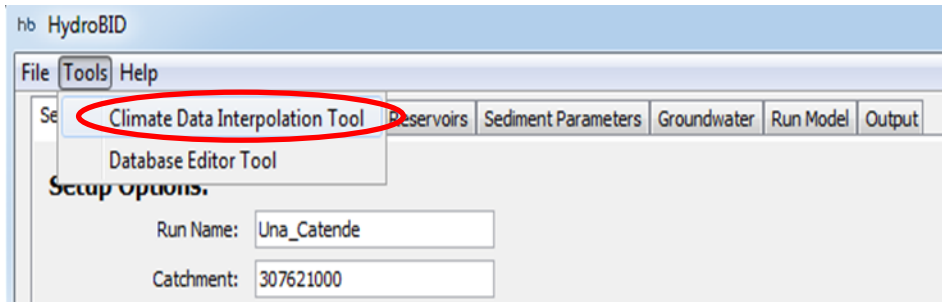 hb HydroBID
File Tools Help
Se Climate Data Interpolation Tool Reservoirs Sediment Parameters Groundwater Run Model Output
Database Editor Tool
Setup Options:
Run Name: Una_Catende
Catchment: 307621000